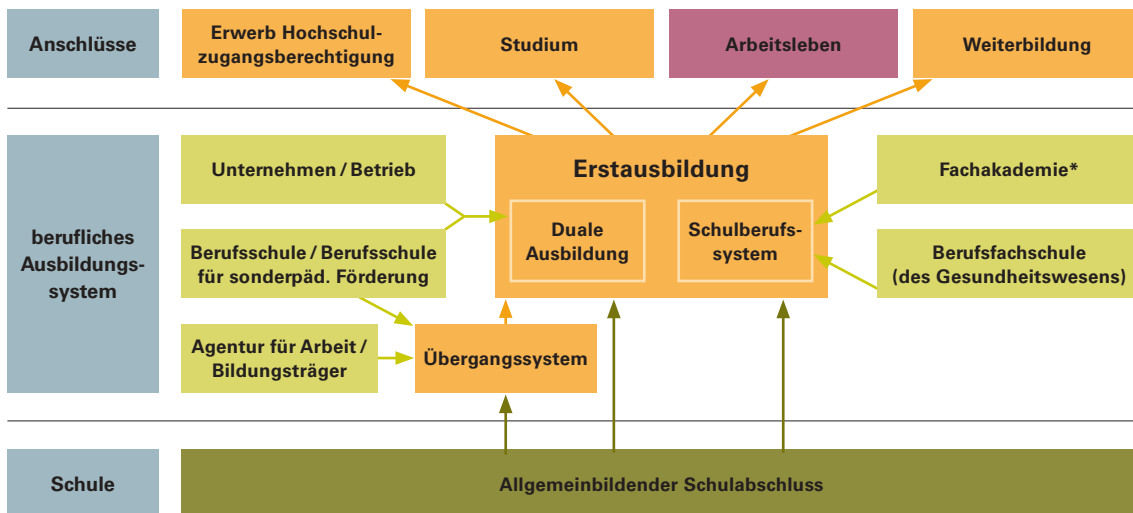 Anschlüsse
Erwerb Hochschul-
zugangsberechtigung
Studium
Arbeitsleben
Weiterbildung
berufliches
Ausbildungs-
system
Unternehmen / Betrieb
Berufsschule / Berufsschule
für sonderpäd. Förderung
Agentur für Arbeit /
Bildungsträger
Übergangssystem
Erstausbildung
Duale
Ausbildung
Schulberufs-
system
Fachakademie*
Berufsfachschule
(des Gesundheitswesens)
Schule
Allgemeinbildender Schulabschluss